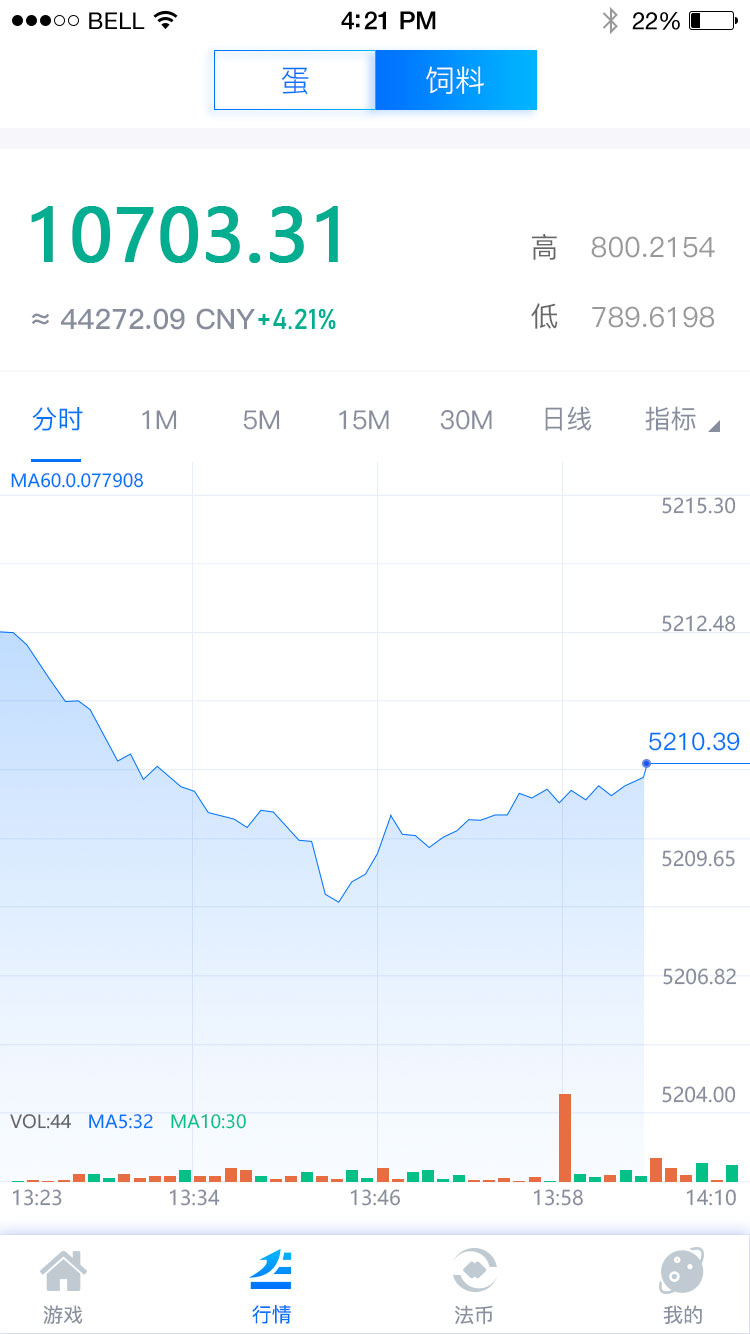 BELL 4:21 PM 22%
蛋 饲料
10703.31
高 800.2154
≈ 44272.09 CNY+4.21%
低 789.6198
分时 1M 5M 15M 30M 日线 指标
MA60.0.077908
5215.30
5212.48
5210.39
5209.65
5206.82
5204.00
VOL:44 MA5:32 MA10:30
13:23 13:34 13:46 13:58 14:10
游戏 行情 法币 我的